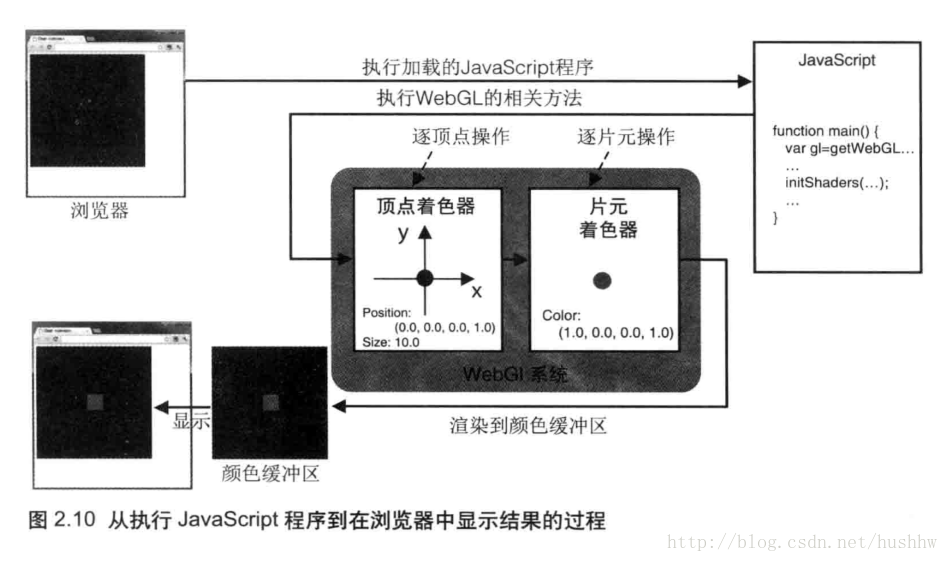 执行加载的JavaScript程序
执行WebGL的相关方法
JavaScript
function main() {
var gl=getWebGL...
...
initShaders(...);
...
}
浏览器
逐顶点操作
逐片元操作
顶点着色器
y
x
Position:
(0.0, 0.0, 0.0, 1.0)
Size: 10.0
片元
着色器
Color:
(1.0, 0.0, 0.0, 1.0)
WebGl 系统
渲染到颜色缓冲区
显示
颜色缓冲区
图 2.10 从执行 JavaScript 程序到在浏览器中显示结果的过程
http://blog.csdn.net/hushhw